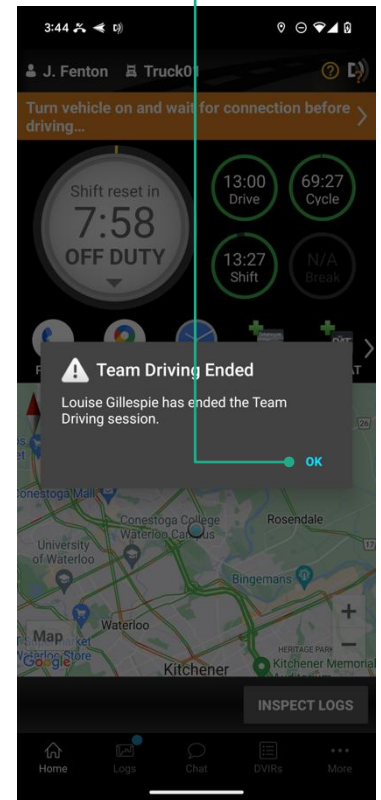 3:44
J. Fenton Truck01
Turn vehicle on and wait for connection before
driving...
Shift reset in
7:58
OFF DUTY
13:00
Drive
69:27
Cycle
13:27
Shift
N/A
Break
Team Driving Ended
Louise Gillespie has ended the Team
Driving session.
OK
26
Conestoga Mall
Conestoga College
Waterloo Campus
Rosendale
University
of Waterloo
17
Bingemans
Waterloo
Map
Google
Kitchener
HERITAGE PARK
Kitchener Memorial
+
−
INSPECT LOGS
Home
Logs
Chat
DVIRs
More